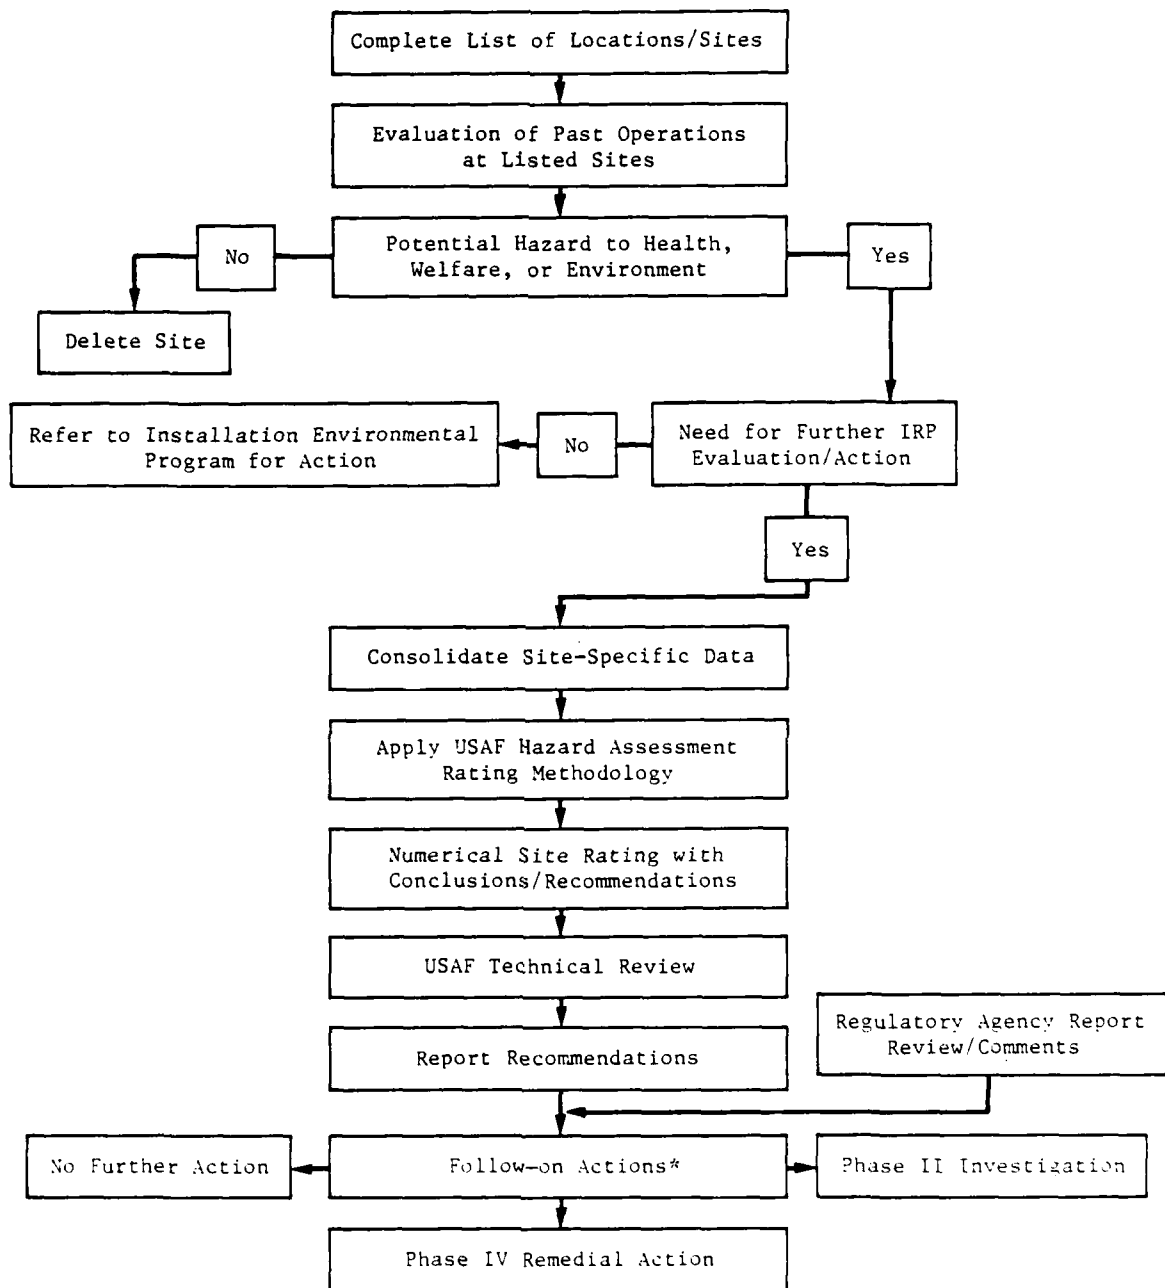 Complete List of Locations/Sites
Evaluation of Past Operations
at Listed Sites
No
Potential Hazard to Health,
Welfare, or Environment
Yes
Delete Site
Refer to Installation Environmental
Program for Action
No
Need for Further IRP
Evaluation/Action
Yes
Consolidate Site-Specific Data
Apply USAF Hazard Assessment
Rating Methodology
Numerical Site Rating with
Conclusions/Recommendations
USAF Technical Review
Regulatory Agency Report
Review/Comments
Report Recommendations
No Further Action
Follow-on Actions*
Phase II Investigation
Phase IV Remedial Action